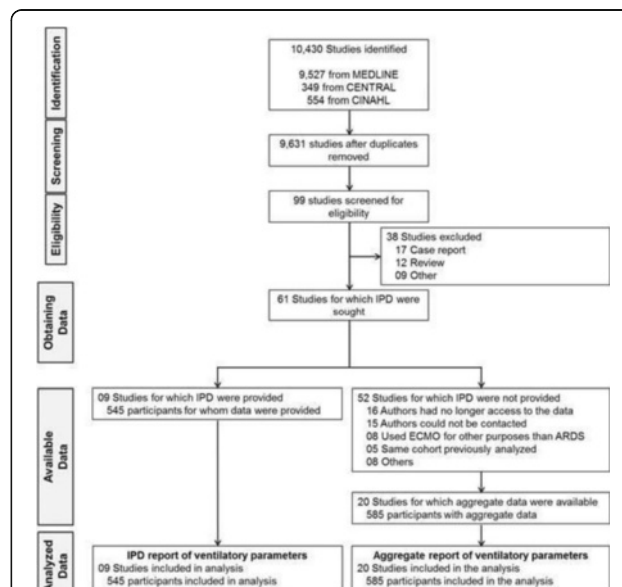 Identification
10,430 Studies identified
9,527 from MEDLINE
349 from CENTRAL
554 from CINAHL
Screening
9,631 studies after duplicates
removed
Eligibility
99 studies screened for
eligibility
38 Studies excluded
17 Case report
12 Review
09 Other
Obtaining
Data
61 Studies for which IPD were
sought
Available
Data
09 Studies for which IPD were provided
545 participants for whom data were provided
52 Studies for which IPD were not provided
16 Authors had no longer access to the data
15 Authors could not be contacted
08 Used ECMO for other purposes than ARDS
05 Same cohort previously analyzed
08 Others
20 Studies for which aggregate data were available
585 participants with aggregate data
Analyzed
Data
IPD report of ventilatory parameters
09 Studies included in analysis
545 participants included in analysis
Aggregate report of ventilatory parameters
20 Studies included in the analysis
585 participants included in the analysis